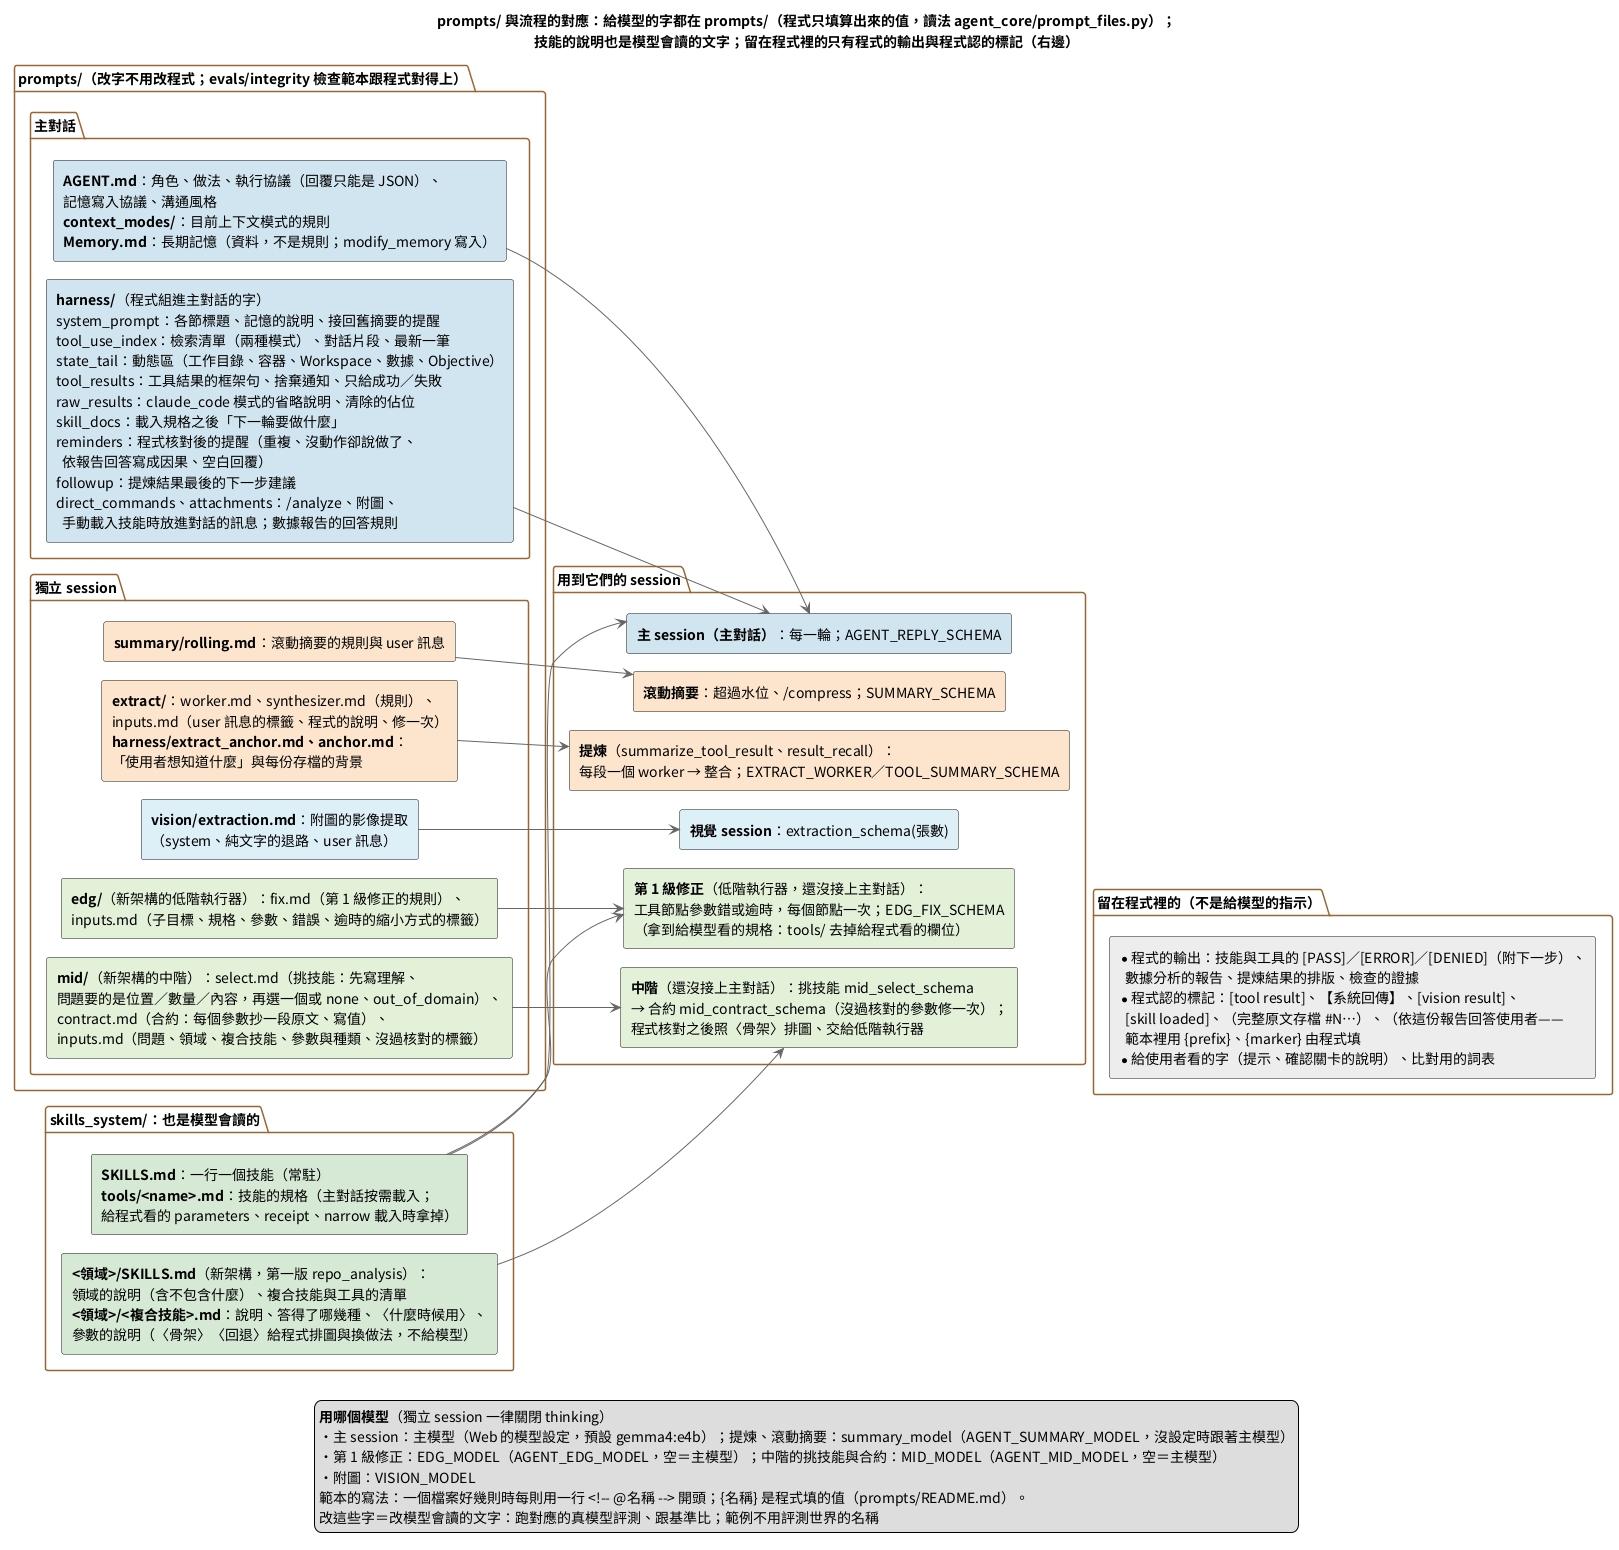 prompts/ 與流程的對應：給模型的字都在 prompts/（程式只填算出來的值，讀法 agent_core/prompt_files.py）；
技能的說明也是模型會讀的文字；留在程式裡的只有程式的輸出與程式認的標記（右邊）
prompts/（改字不用改程式；evals/integrity 檢查範本跟程式對得上）
主對話
AGENT.md：角色、做法、執行協議（回覆只能是 JSON）、
記憶寫入協議、溝通風格
context_modes/：目前上下文模式的規則
Memory.md：長期記憶（資料，不是規則；modify_memory 寫入）
harness/（程式組進主對話的字）
system_prompt：各節標題、記憶的說明、接回舊摘要的提醒
tool_use_index：檢索清單（兩種模式）、對話片段、最新一筆
state_tail：動態區（工作目錄、容器、Workspace、數據、Objective）
tool_results：工具結果的框架句、捨棄通知、只給成功／失敗
raw_results：claude_code 模式的省略說明、清除的佔位
skill_docs：載入規格之後「下一輪要做什麼」
reminders：程式核對後的提醒（重複、沒動作卻說做了、
依報告回答寫成因果、空白回覆）
followup：提煉結果最後的下一步建議
direct_commands、attachments：/analyze、附圖、
手動載入技能時放進對話的訊息；數據報告的回答規則
獨立 session
summary/rolling.md：滾動摘要的規則與 user 訊息
extract/：worker.md、synthesizer.md（規則）、
inputs.md（user 訊息的標籤、程式的說明、修一次）
harness/extract_anchor.md、anchor.md：
「使用者想知道什麼」與每份存檔的背景
vision/extraction.md：附圖的影像提取
（system、純文字的退路、user 訊息）
edg/（新架構的低階執行器）：fix.md（第 1 級修正的規則）、
inputs.md（子目標、規格、參數、錯誤、逾時的縮小方式的標籤）
mid/（新架構的中階）：select.md（挑技能：先寫理解、
問題要的是位置／數量／內容，再選一個或 none、out_of_domain）、
contract.md（合約：每個參數抄一段原文、寫值）、
inputs.md（問題、領域、複合技能、參數與種類、沒過核對的標籤）
用到它們的 session
主 session（主對話）：每一輪；AGENT_REPLY_SCHEMA
滾動摘要：超過水位、/compress；SUMMARY_SCHEMA
提煉（summarize_tool_result、result_recall）：
每段一個 worker → 整合；EXTRACT_WORKER／TOOL_SUMMARY_SCHEMA
視覺 session：extraction_schema(張數)
第 1 級修正（低階執行器，還沒接上主對話）：
工具節點參數錯或逾時，每個節點一次；EDG_FIX_SCHEMA
（拿到給模型看的規格：tools/ 去掉給程式看的欄位）
中階（還沒接上主對話）：挑技能 mid_select_schema
→ 合約 mid_contract_schema（沒過核對的參數修一次）；
程式核對之後照〈骨架〉排圖、交給低階執行器
留在程式裡的（不是給模型的指示）
• 程式的輸出：技能與工具的 [PASS]／[ERROR]／[DENIED]（附下一步）、
數據分析的報告、提煉結果的排版、檢查的證據
• 程式認的標記：[tool result]、【系統回傳】、[vision result]、
[skill loaded]、（完整原文存檔 #N…）、（依這份報告回答使用者——
範本裡用 {prefix}、{marker} 由程式填
• 給使用者看的字（提示、確認關卡的說明）、比對用的詞表
skills_system/：也是模型會讀的
SKILLS.md：一行一個技能（常駐）
tools/<name>.md：技能的規格（主對話按需載入；
給程式看的 parameters、receipt、narrow 載入時拿掉）
<領域>/SKILLS.md（新架構，第一版 repo_analysis）：
領域的說明（含不包含什麼）、複合技能與工具的清單
<領域>/<複合技能>.md：說明、答得了哪幾種、〈什麼時候用〉、
參數的說明（〈骨架〉〈回退〉給程式排圖與換做法，不給模型）
用哪個模型（獨立 session 一律關閉 thinking）
・主 session：主模型（Web 的模型設定，預設 gemma4:e4b）；提煉、滾動摘要：summary_model（AGENT_SUMMARY_MODEL，沒設定時跟著主模型）
・第 1 級修正：EDG_MODEL（AGENT_EDG_MODEL，空＝主模型）；中階的挑技能與合約：MID_MODEL（AGENT_MID_MODEL，空＝主模型）
・附圖：VISION_MODEL
範本的寫法：一個檔案好幾則時每則用一行 <!-- @名稱 --> 開頭；{名稱} 是程式填的值（prompts/README.md）。
改這些字＝改模型會讀的文字：跑對應的真模型評測、跟基準比；範例不用評測世界的名稱